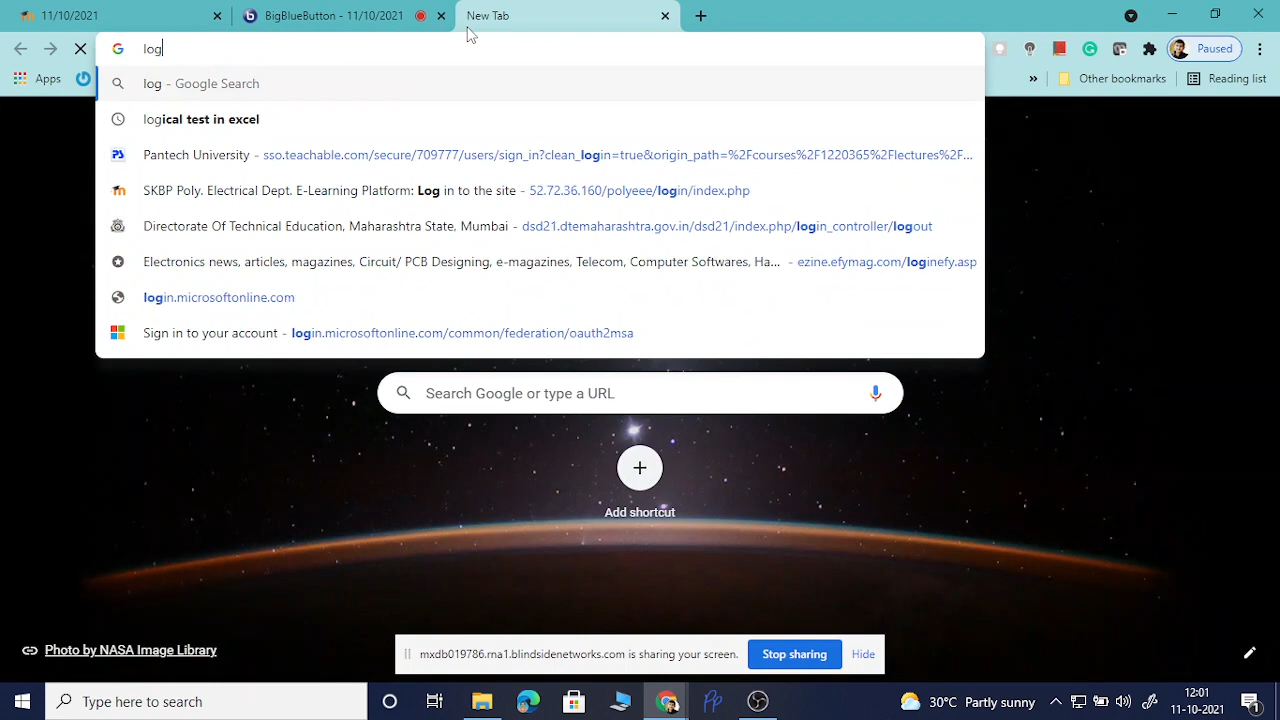 11/10/2021
BigBlueButton - 11/10/2021
New Tab
log
Paused
Apps
» Other bookmarks
Reading list
log - Google Search
logical test in excel
Pantech University - sso.teachable.com/secure/709777/users/sign_in?clean_login=true&origin_path=%2Fcourses%2F1220365%2Flectures%2F...
SKBP Poly. Electrical Dept. E-Learning Platform: Log in to the site - 52.72.36.160/polyeee/login/index.php
Directorate Of Technical Education, Maharashtra State, Mumbai - dsd21.dtemaharashtra.gov.in/dsd21/index.php/login_controller/logout
Electronics news, articles, magazines, Circuit/ PCB Designing, e-magazines, Telecom, Computer Softwares, Ha... - ezine.efymag.com/loginefy.asp
login.microsoftonline.com
Sign in to your account - login.microsoftonline.com/common/federation/oauth2msa
Search Google or type a URL
Add shortcut
Photo by NASA Image Library
mxdb019786.rna1.blindsidenetworks.com is sharing your screen.
Stop sharing
Hide
Type here to search
30°C Partly sunny
12:01
11-10-2021